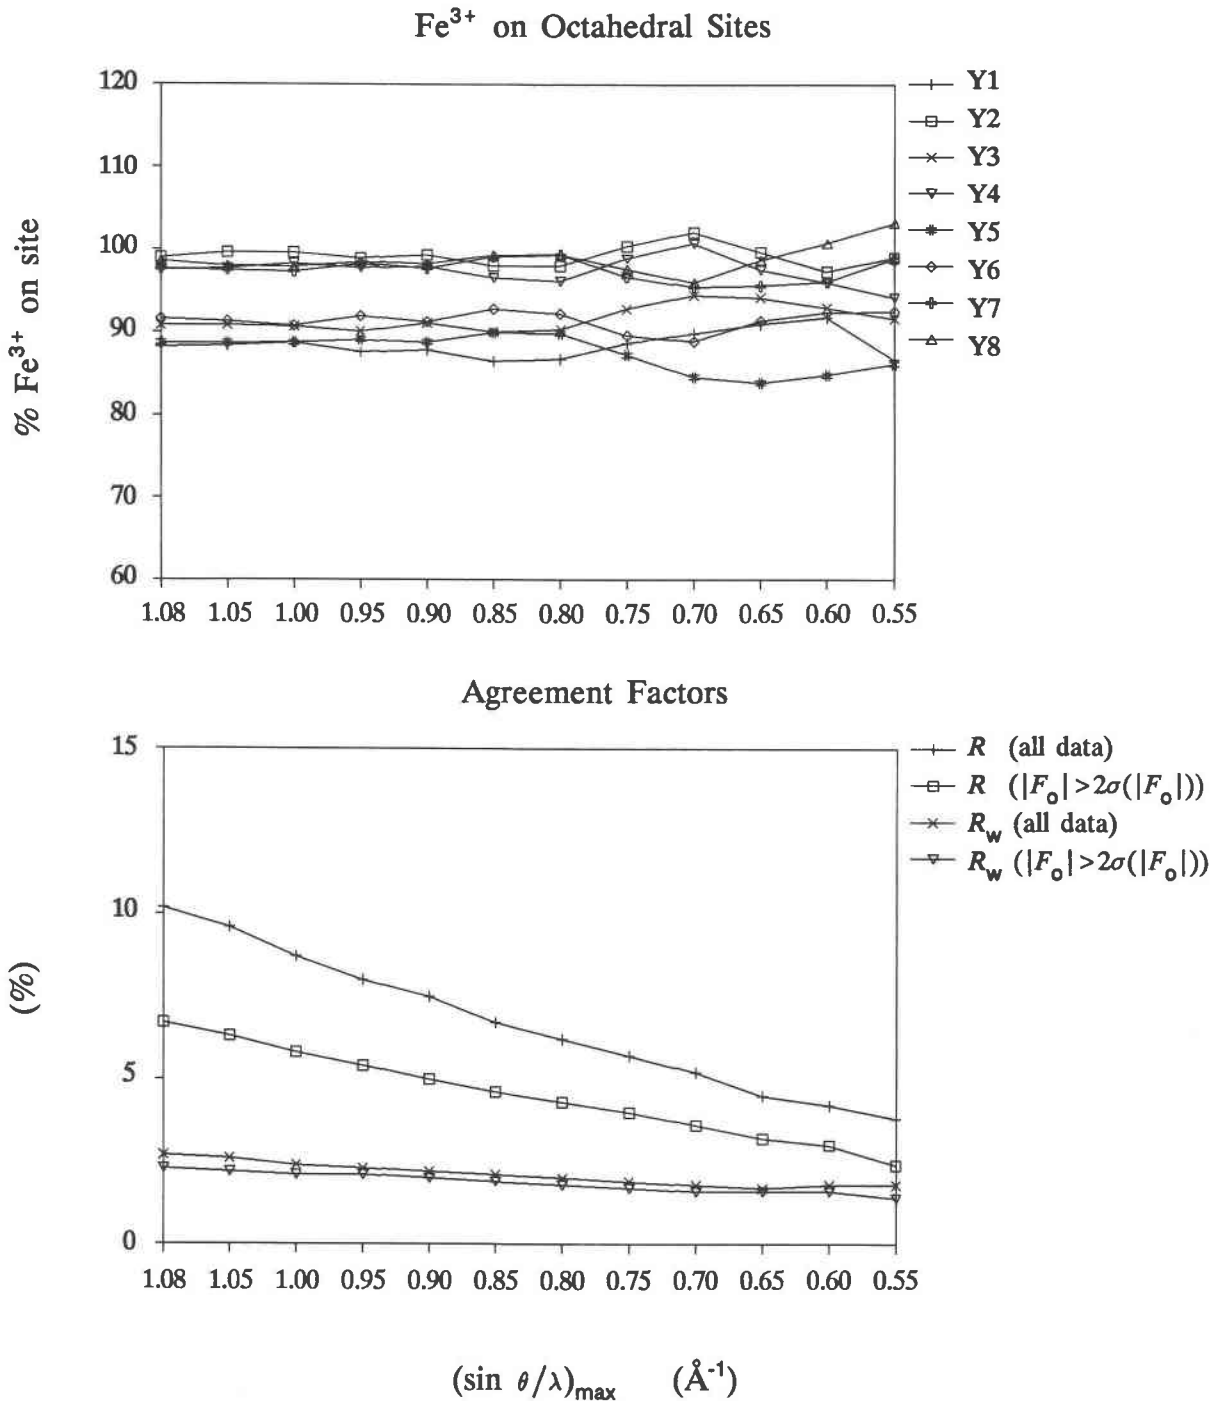 Fe³⁺ on Octahedral Sites
% Fe³⁺ on site
120
110
100
90
80
70
60
1.08 1.05 1.00 0.95 0.90 0.85 0.80 0.75 0.70 0.65 0.60 0.55
Y1
Y2
Y3
Y4
Y5
Y6
Y7
Y8
Agreement Factors
(%)
15
10
5
0
1.08 1.05 1.00 0.95 0.90 0.85 0.80 0.75 0.70 0.65 0.60 0.55
R (all data)
R (|Fₒ|>2σ(|Fₒ|))
R_w (all data)
R_w (|Fₒ|>2σ(|Fₒ|))
(sin θ/λ)max (Å⁻¹)